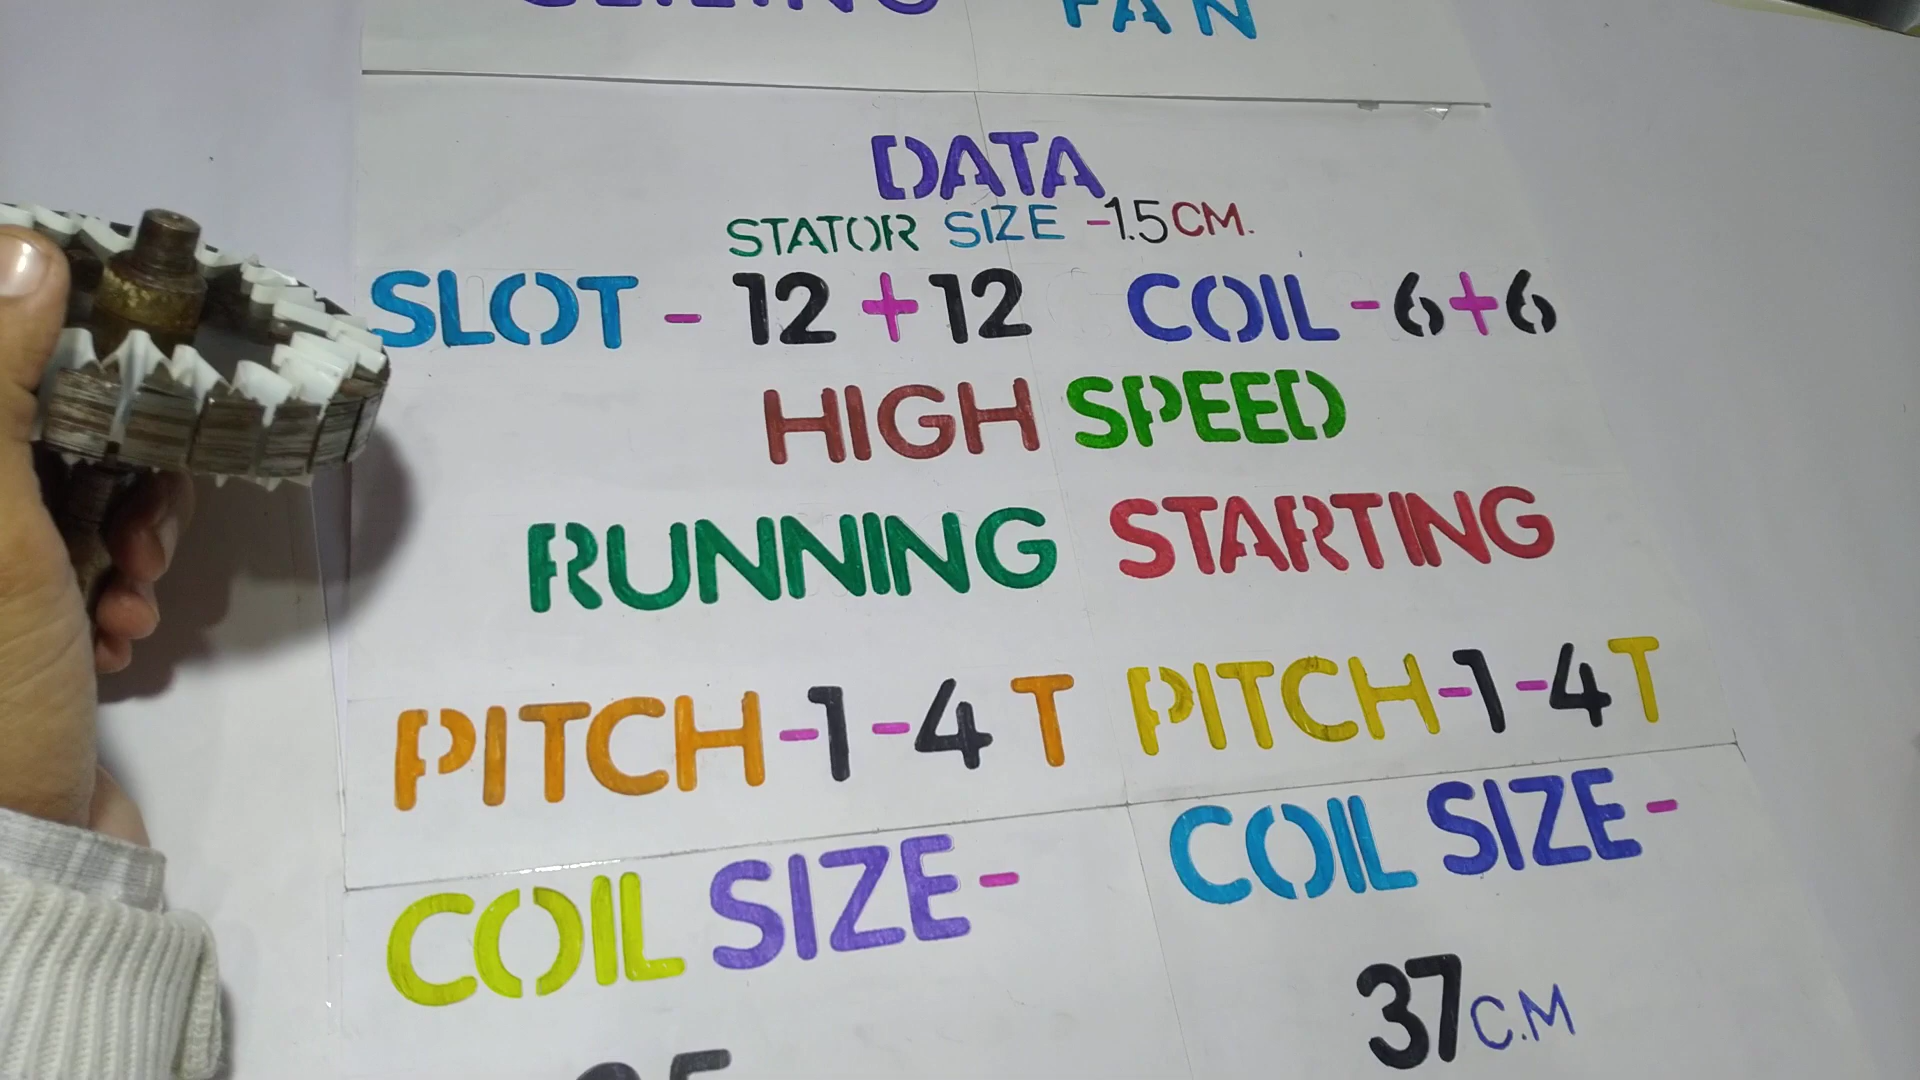 CEILING FAN
DATA
STATOR SIZE -1.5CM.
SLOT - 12 + 12 COIL - 6+6
HIGH SPEED
RUNNING STARTING
PITCH-1-4 T PITCH-1-4 T
COIL SIZE- COIL SIZE-
37C.M